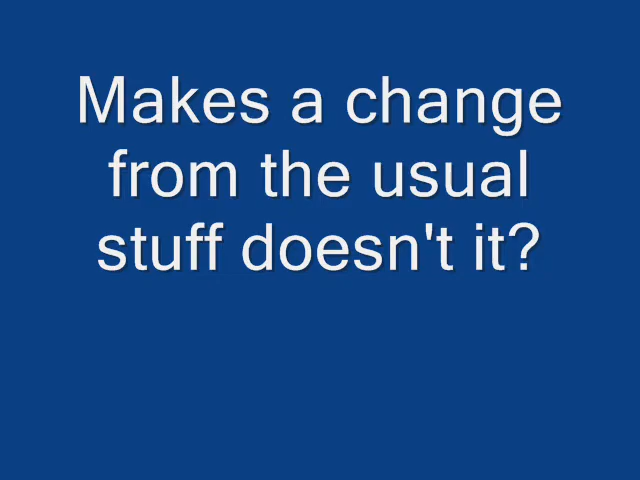 Makes a change
from the usual
stuff doesn't it?